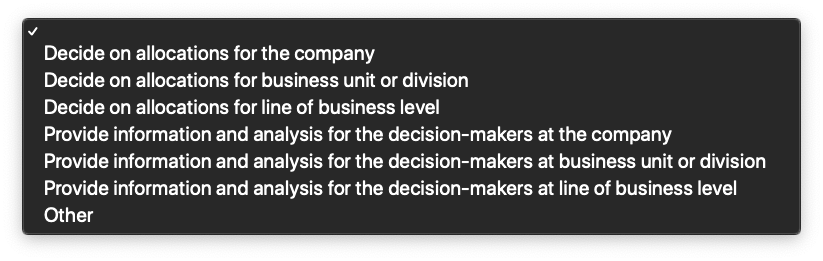 Decide on allocations for the company
Decide on allocations for business unit or division
Decide on allocations for line of business level
Provide information and analysis for the decision-makers at the company
Provide information and analysis for the decision-makers at business unit or division
Provide information and analysis for the decision-makers at line of business level
Other